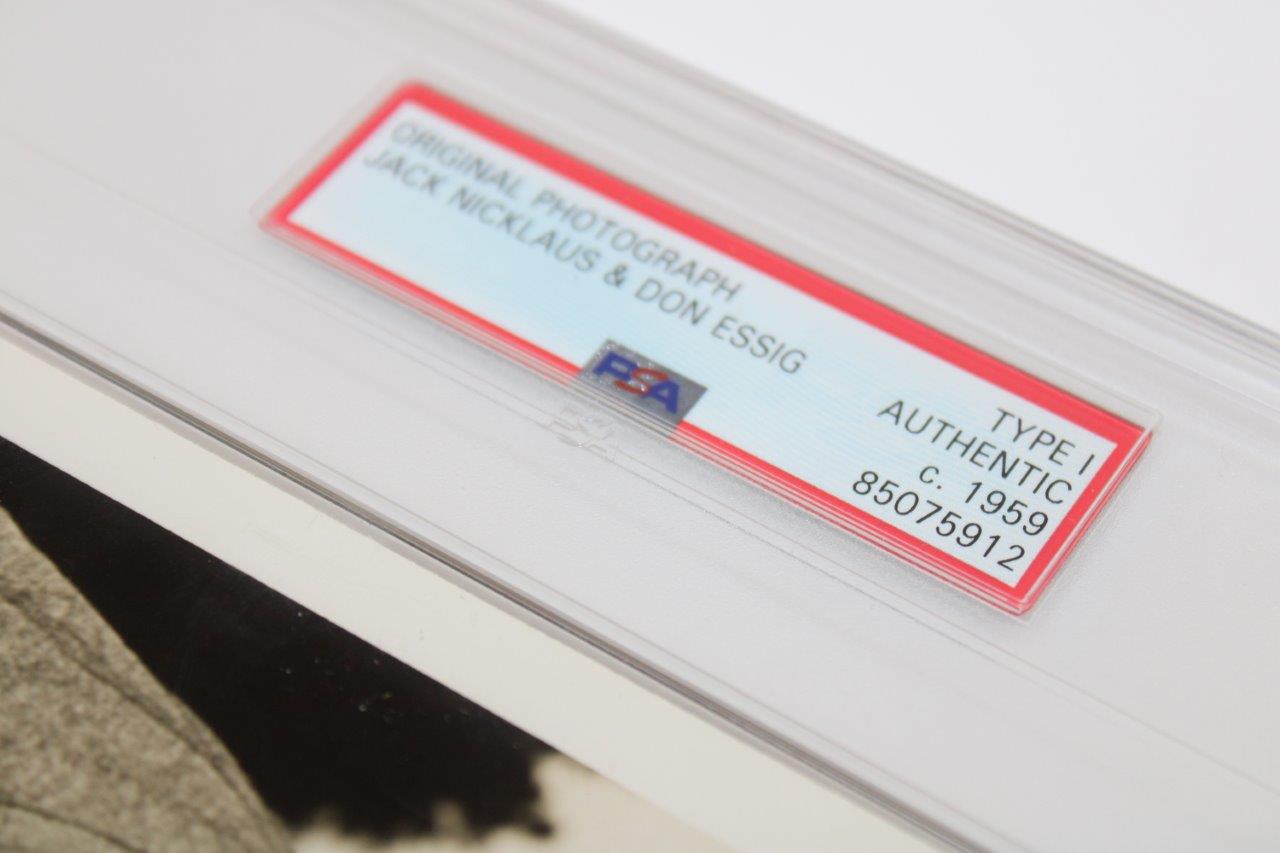 ORIGINAL PHOTOGRAPH
JACK NICKLAUS & DON ESSIG
PSA
TYPE I
AUTHENTIC
c. 1959
85075912